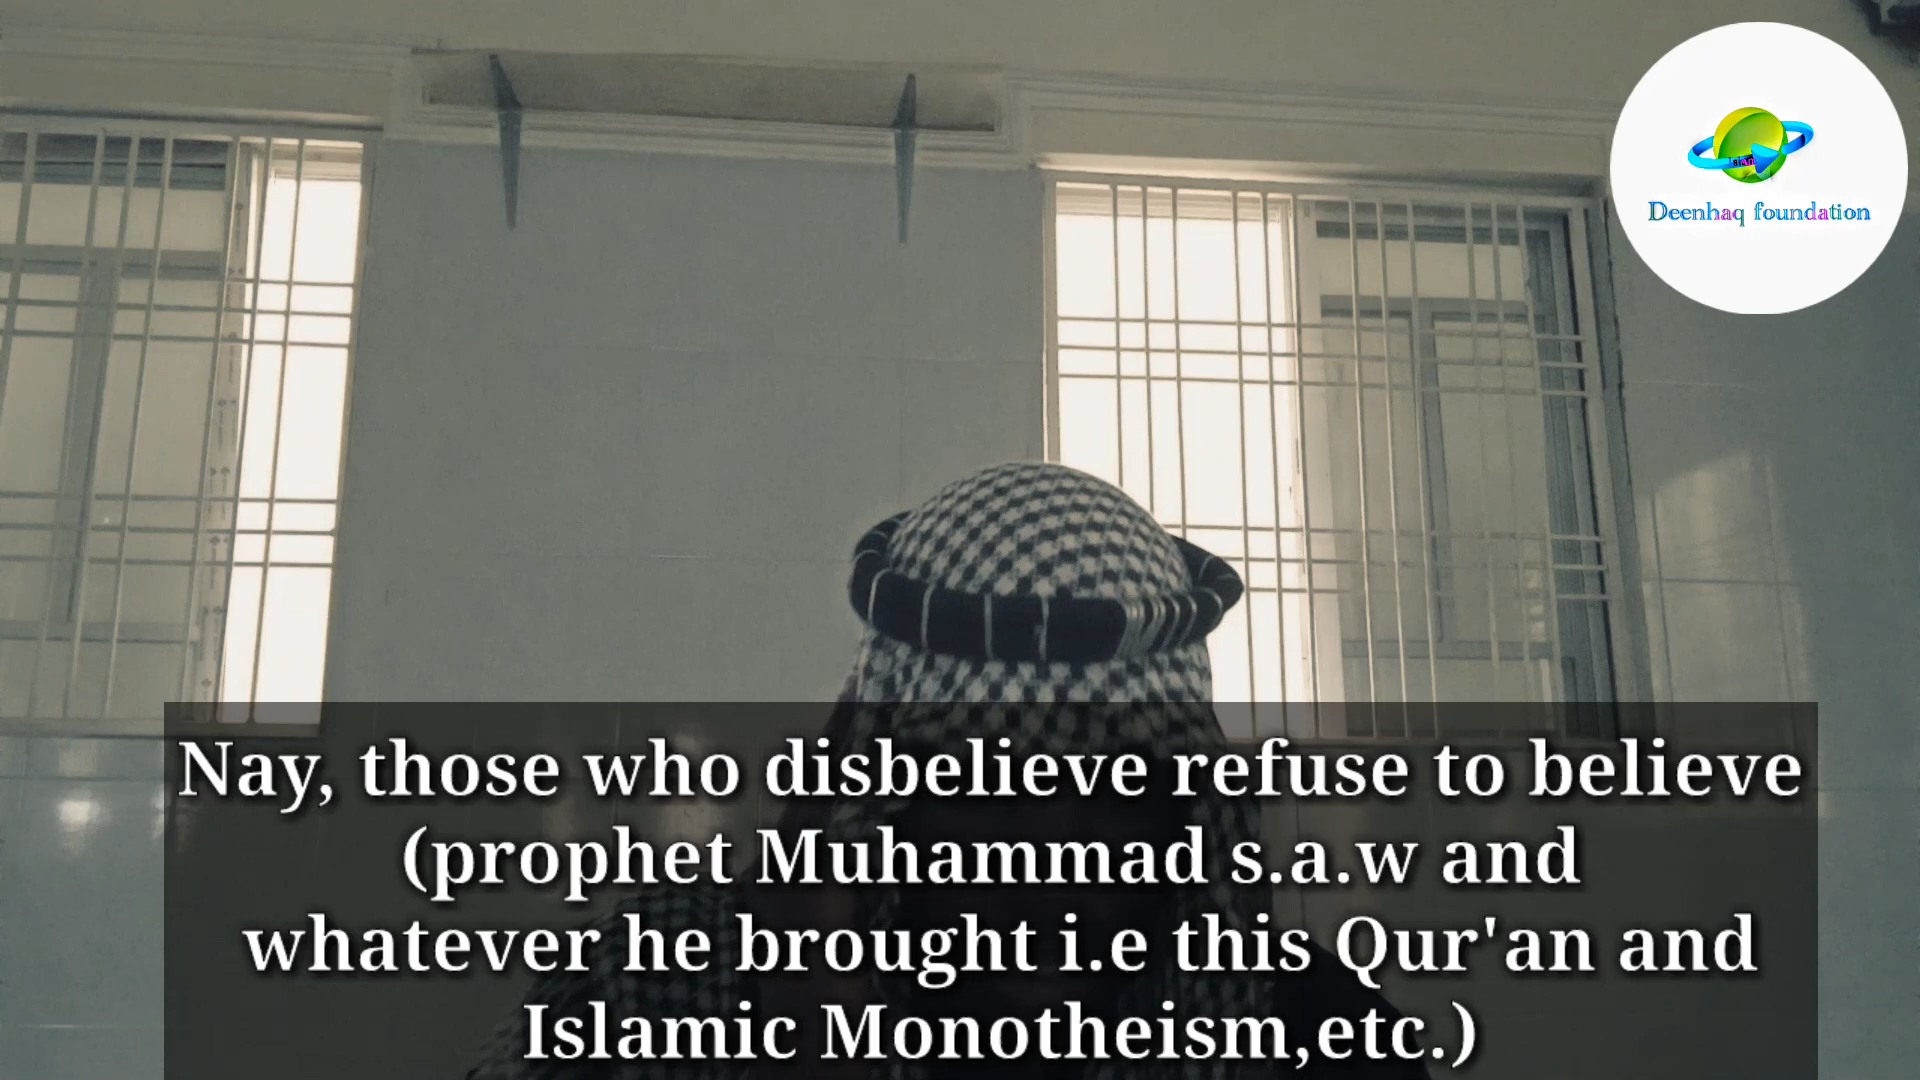 Islam
Deenhaq foundation
Nay, those who disbelieve refuse to believe
(prophet Muhammad s.a.w and
whatever he brought i.e this Qur'an and
Islamic Monotheism,etc.)